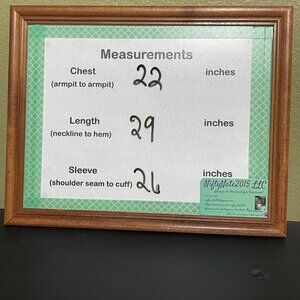 Measurements
Chest 22 inches
(armpit to armpit)
Length 29 inches
(neckline to hem)
Sleeve 26 inches
(shoulder seam to cuff)
NiftyNate2015 LLC